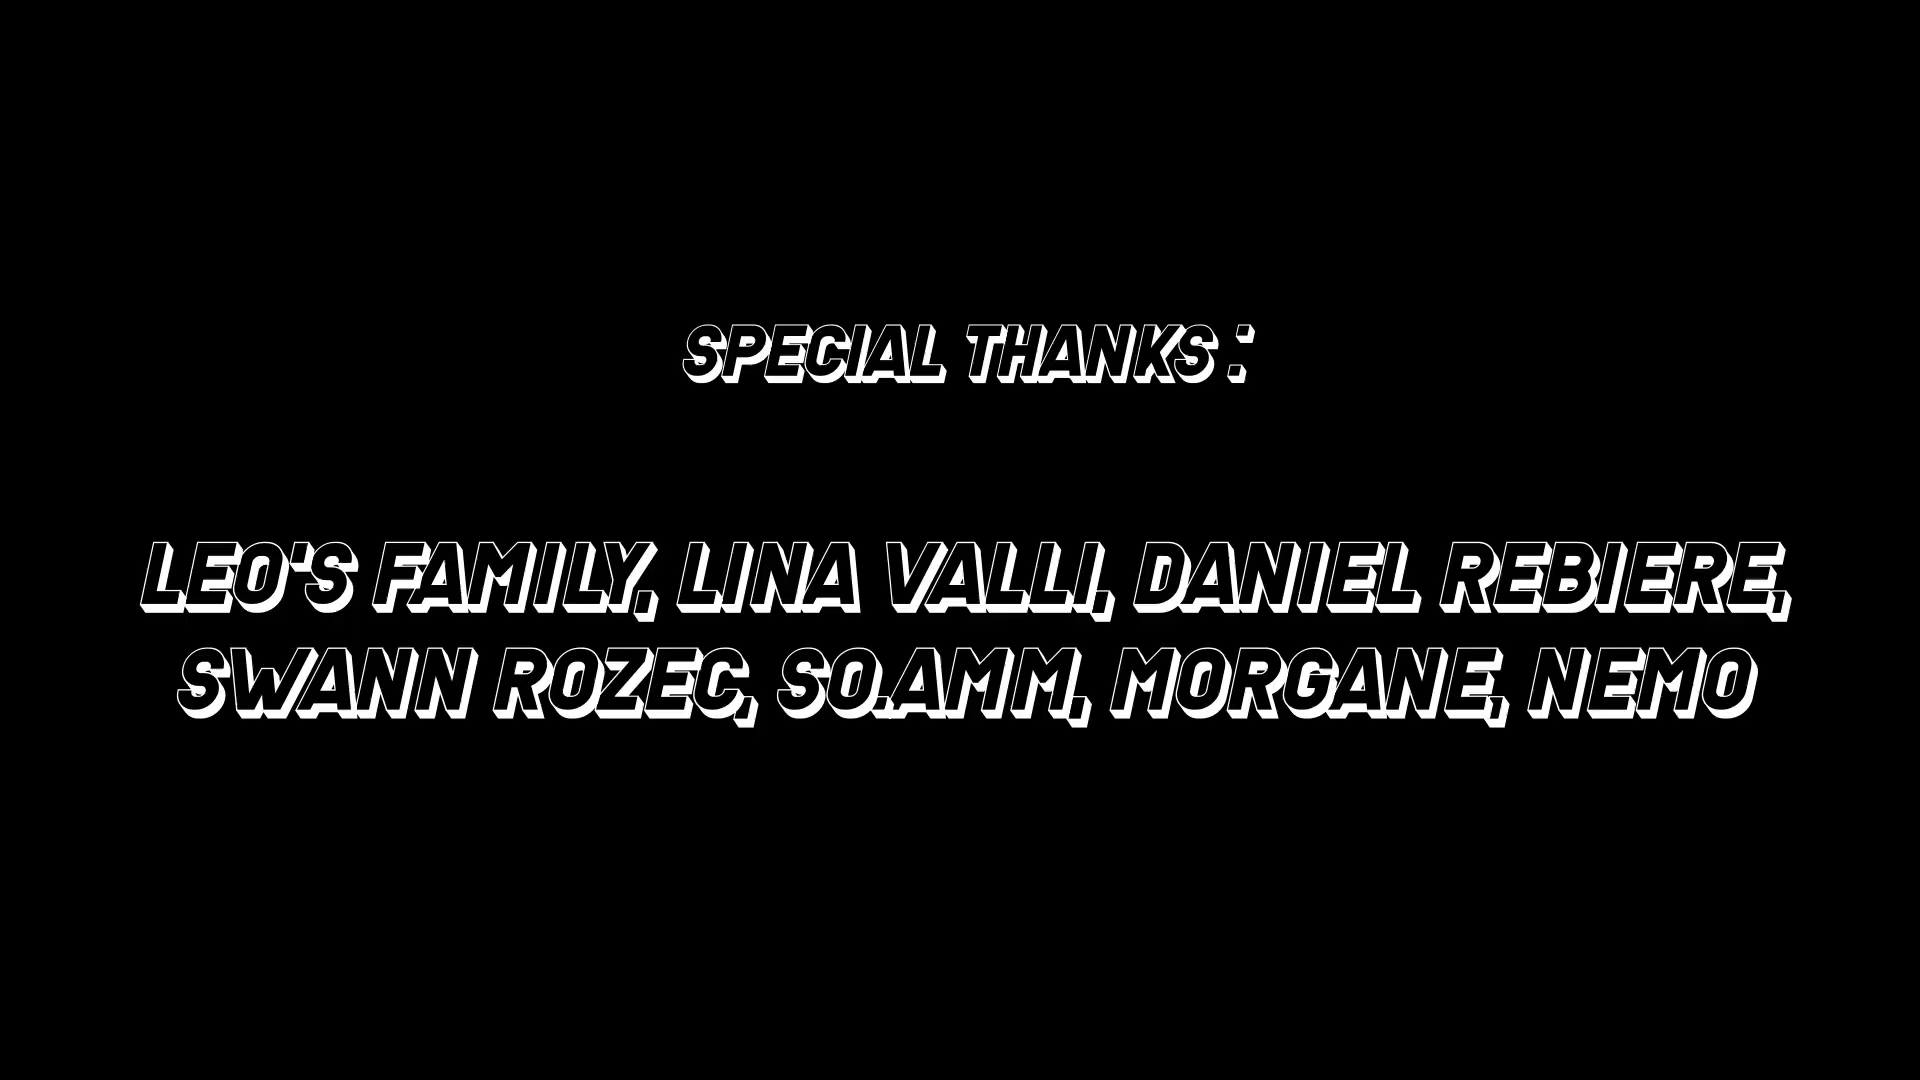 SPECIAL THANKS :
LEO'S FAMILY, LINA VALLI, DANIEL REBIERE,
SWANN ROZEC, SO.AMM, MORGANE, NEMO